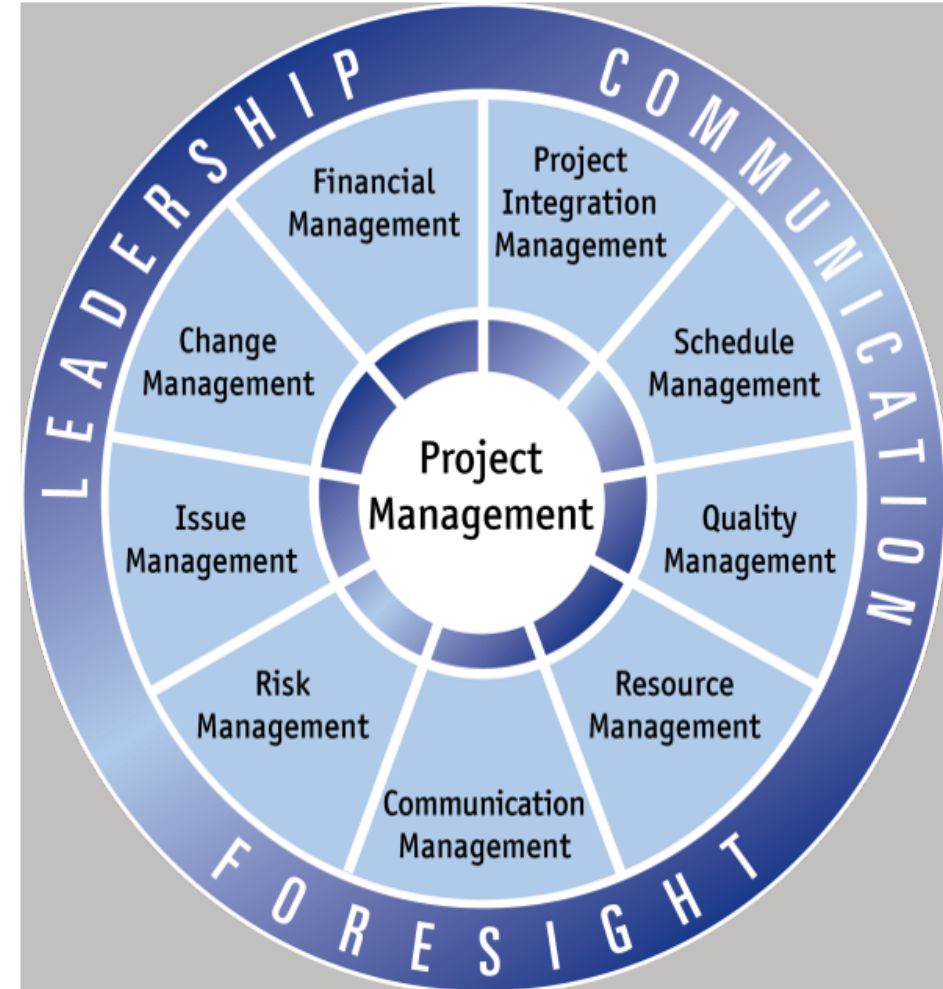 LEADERSHIP
COMMUNICATION
FORESIGHT
Project
Integration
Management
Schedule
Management
Quality
Management
Resource
Management
Communication
Management
Risk
Management
Issue
Management
Change
Management
Financial
Management
Project
Management